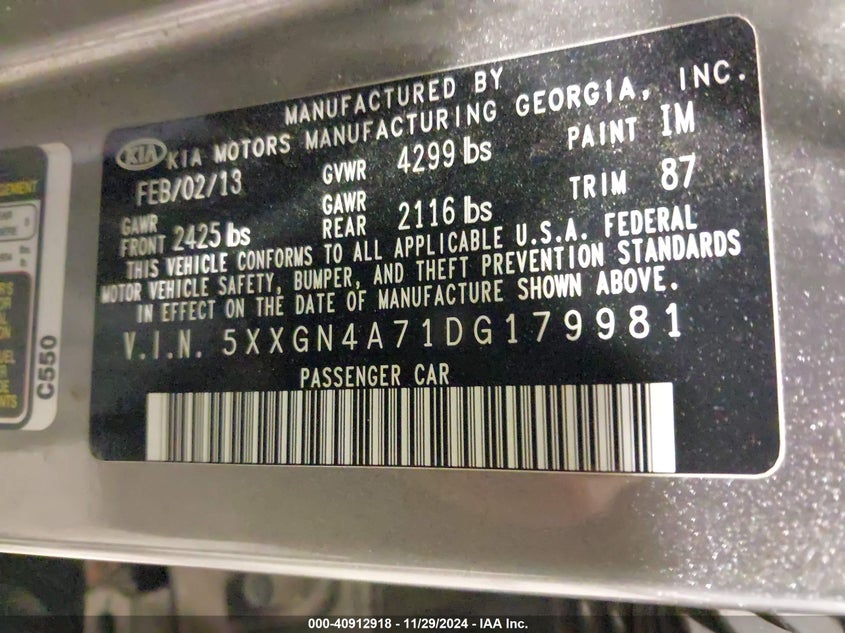 MANUFACTURED BY
KIA KIA MOTORS MANUFACTURING GEORGIA, INC.
FEB/02/13 GVWR 4299 lbs PAINT IM
GAWR FRONT 2425 lbs GAWR REAR 2116 lbs TRIM 87
THIS VEHICLE CONFORMS TO ALL APPLICABLE U.S.A. FEDERAL
MOTOR VEHICLE SAFETY, BUMPER, AND THEFT PREVENTION STANDARDS
IN EFFECT ON THE DATE OF MANUFACTURE SHOWN ABOVE.
V.I.N. 5XXGN4A71DG179981
PASSENGER CAR
C550
000-40912918 - 11/29/2024 - IAA Inc.